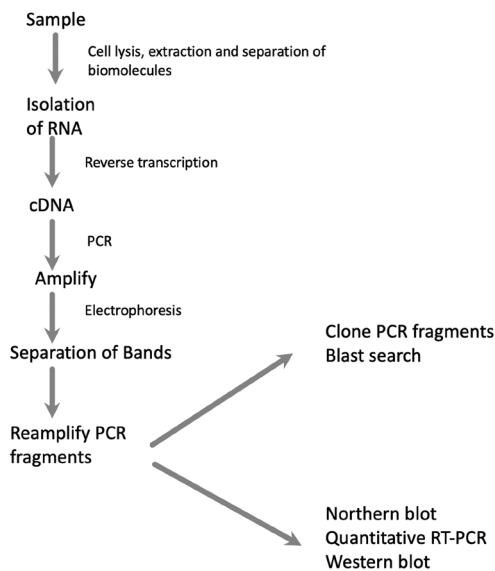 Sample
Cell lysis, extraction and separation of
biomolecules
Isolation
of RNA
Reverse transcription
cDNA
PCR
Amplify
Electrophoresis
Separation of Bands
Reamplify PCR
fragments
Clone PCR fragments
Blast search
Northern blot
Quantitative RT-PCR
Western blot